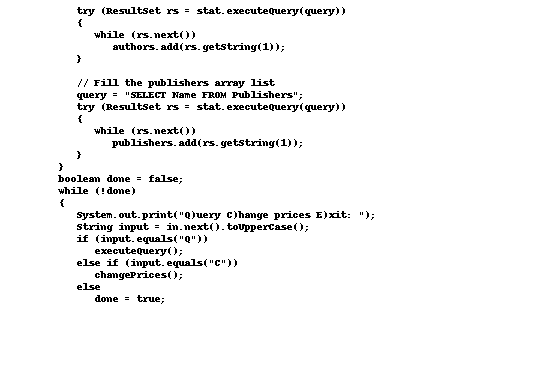 try (ResultSet rs = stat.executeQuery(query))
{
while (rs.next())
authors.add(rs.getString(1));
}
// Fill the publishers array list
query = "SELECT Name FROM Publishers";
try (ResultSet rs = stat.executeQuery(query))
{
while (rs.next())
publishers.add(rs.getString(1));
}
}
boolean done = false;
while (!done)
{
System.out.print("Q)uery C)hange prices E)xit: ");
String input = in.next().toUpperCase();
if (input.equals("Q"))
executeQuery();
else if (input.equals("C"))
changePrices();
else
done = true;